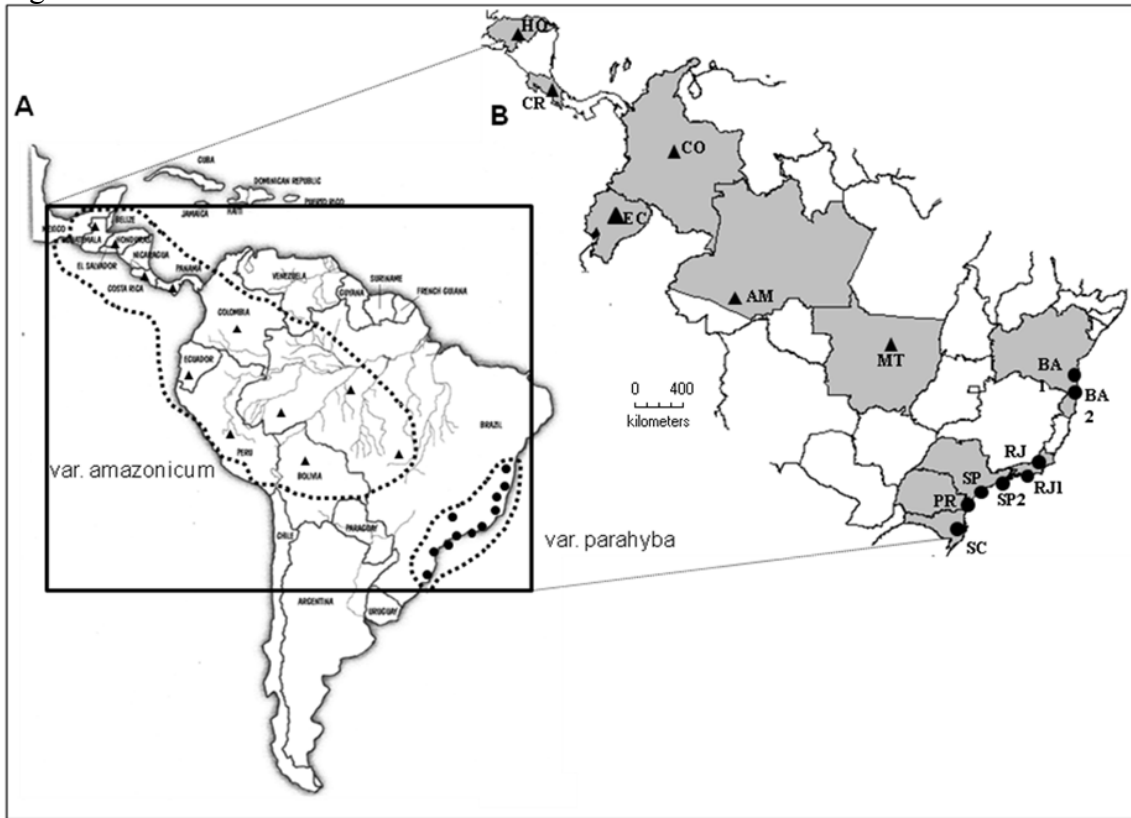 A
CUBA
DOMINICAN REPUBLIC
JAMAICA
HAITI
PUERTO RICO
MEXICO
BELIZE
GUATEMALA
HONDURAS
EL SALVADOR
NICARAGUA
COSTA RICA
PANAMA
VENEZUELA
GUYANA
SURINAME
FRENCH GUIANA
COLOMBIA
ECUADOR
PERU
BRAZIL
BOLIVIA
PARAGUAY
CHILE
ARGENTINA
URUGUAY
var. amazonicum
var. parahyba
B
HO
CR
CO
EC
AM
MT
BA
1
BA
2
0 400
kilometers
RJ
SP
RJ1
SP2
PR
SC